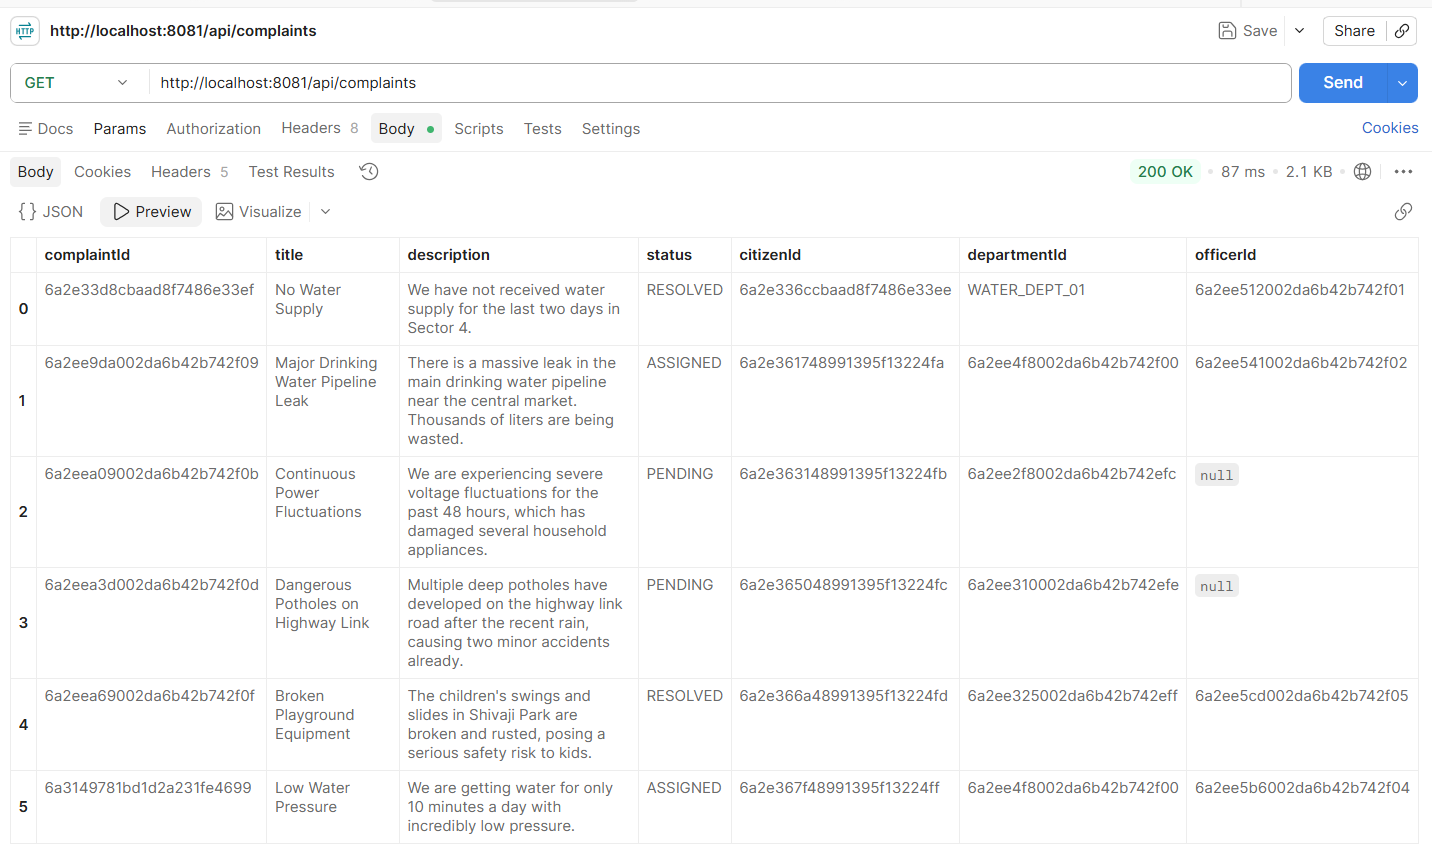 HTTP http://localhost:8081/api/complaints Save Share
GET http://localhost:8081/api/complaints Send
Docs Params Authorization Headers 8 Body Scripts Tests Settings Cookies
Body Cookies Headers 5 Test Results 200 OK 87 ms 2.1 KB
{} JSON Preview Visualize
complaintId title description status citizenId departmentId officerId
0 6a2e33d8cbaad8f7486e33ef No Water We have not received water RESOLVED 6a2e336ccbaad8f7486e33ee WATER_DEPT_01 6a2ee512002da6b42b742f01
Supply supply for the last two days in
Sector 4.
1 6a2ee9da002da6b42b742f09 Major Drinking There is a massive leak in the ASSIGNED 6a2e361748991395f13224fa 6a2ee4f8002da6b42b742f00 6a2ee541002da6b42b742f02
Water Pipeline main drinking water pipeline
Leak near the central market.
Thousands of liters are being
wasted.
2 6a2eea09002da6b42b742f0b Continuous We are experiencing severe PENDING 6a2e363148991395f13224fb 6a2ee2f8002da6b42b742efc null
Power voltage fluctuations for the
Fluctuations past 48 hours, which has
damaged several household
appliances.
3 6a2eea3d002da6b42b742f0d Dangerous Multiple deep potholes have PENDING 6a2e365048991395f13224fc 6a2ee310002da6b42b742efe null
Potholes on developed on the highway link
Highway Link road after the recent rain,
causing two minor accidents
already.
4 6a2eea69002da6b42b742f0f Broken The children's swings and RESOLVED 6a2e366a48991395f13224fd 6a2ee325002da6b42b742eff 6a2ee5cd002da6b42b742f05
Playground slides in Shivaji Park are
Equipment broken and rusted, posing a
serious safety risk to kids.
5 6a3149781bd1d2a231fe4699 Low Water We are getting water for only ASSIGNED 6a2e367f48991395f13224ff 6a2ee4f8002da6b42b742f00 6a2ee5b6002da6b42b742f04
Pressure 10 minutes a day with
incredibly low pressure.